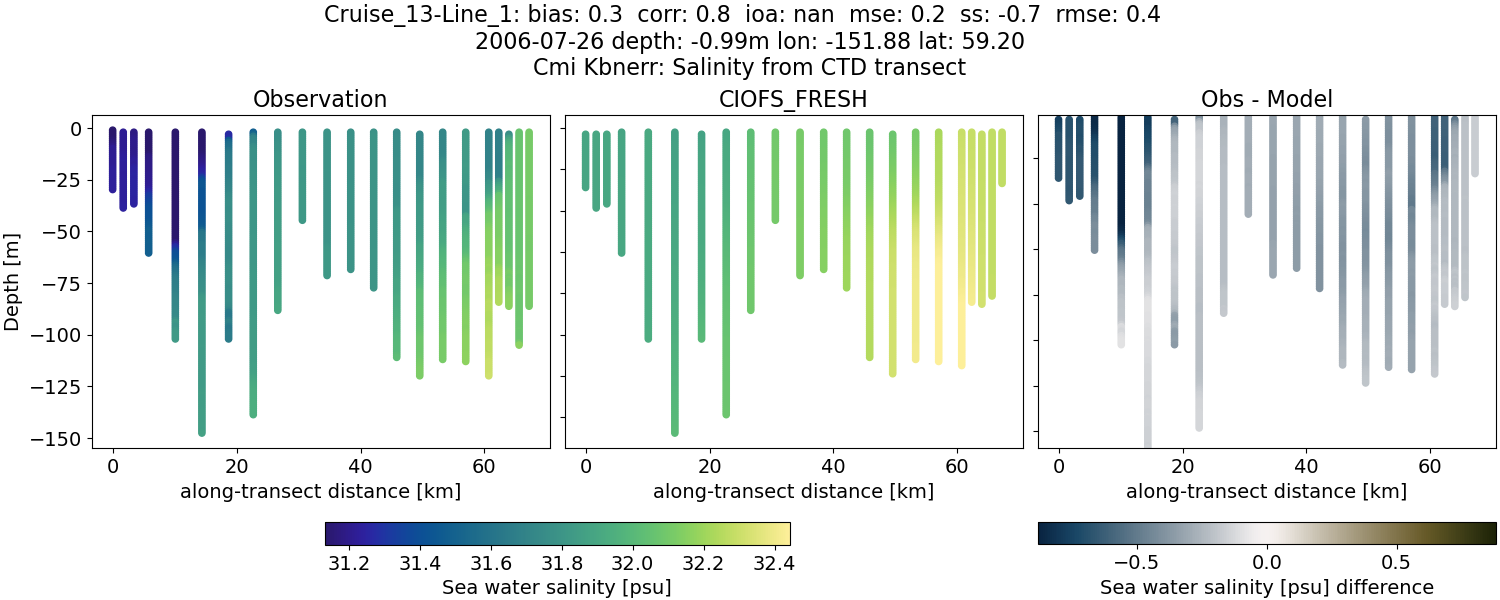 Cruise_13-Line_1: bias: 0.3  corr: 0.8  ioa: nan  mse: 0.2  ss: -0.7  rmse: 0.4
2006-07-26 depth: -0.99m lon: -151.88 lat: 59.20
Cmi Kbnerr: Salinity from CTD transect
Observation
CIOFS_FRESH
Obs - Model
Depth [m]
0
−25
−50
−75
−100
−125
−150
0 20 40 60
0 20 40 60
0 20 40 60
along-transect distance [km]
along-transect distance [km]
along-transect distance [km]
31.2 31.4 31.6 31.8 32.0 32.2 32.4
Sea water salinity [psu]
−0.5 0.0 0.5
Sea water salinity [psu] difference